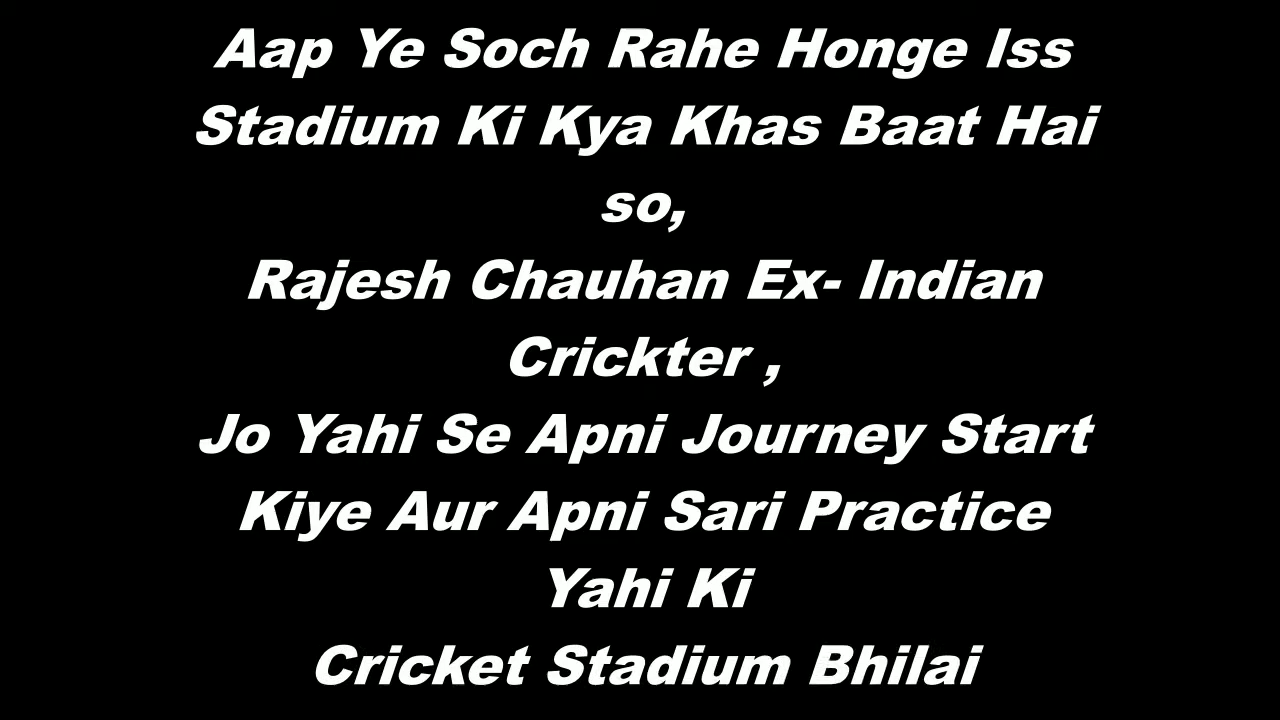 Aap Ye Soch Rahe Honge Iss
Stadium Ki Kya Khas Baat Hai
so,
Rajesh Chauhan Ex- Indian
Crickter ,
Jo Yahi Se Apni Journey Start
Kiye Aur Apni Sari Practice
Yahi Ki
Cricket Stadium Bhilai